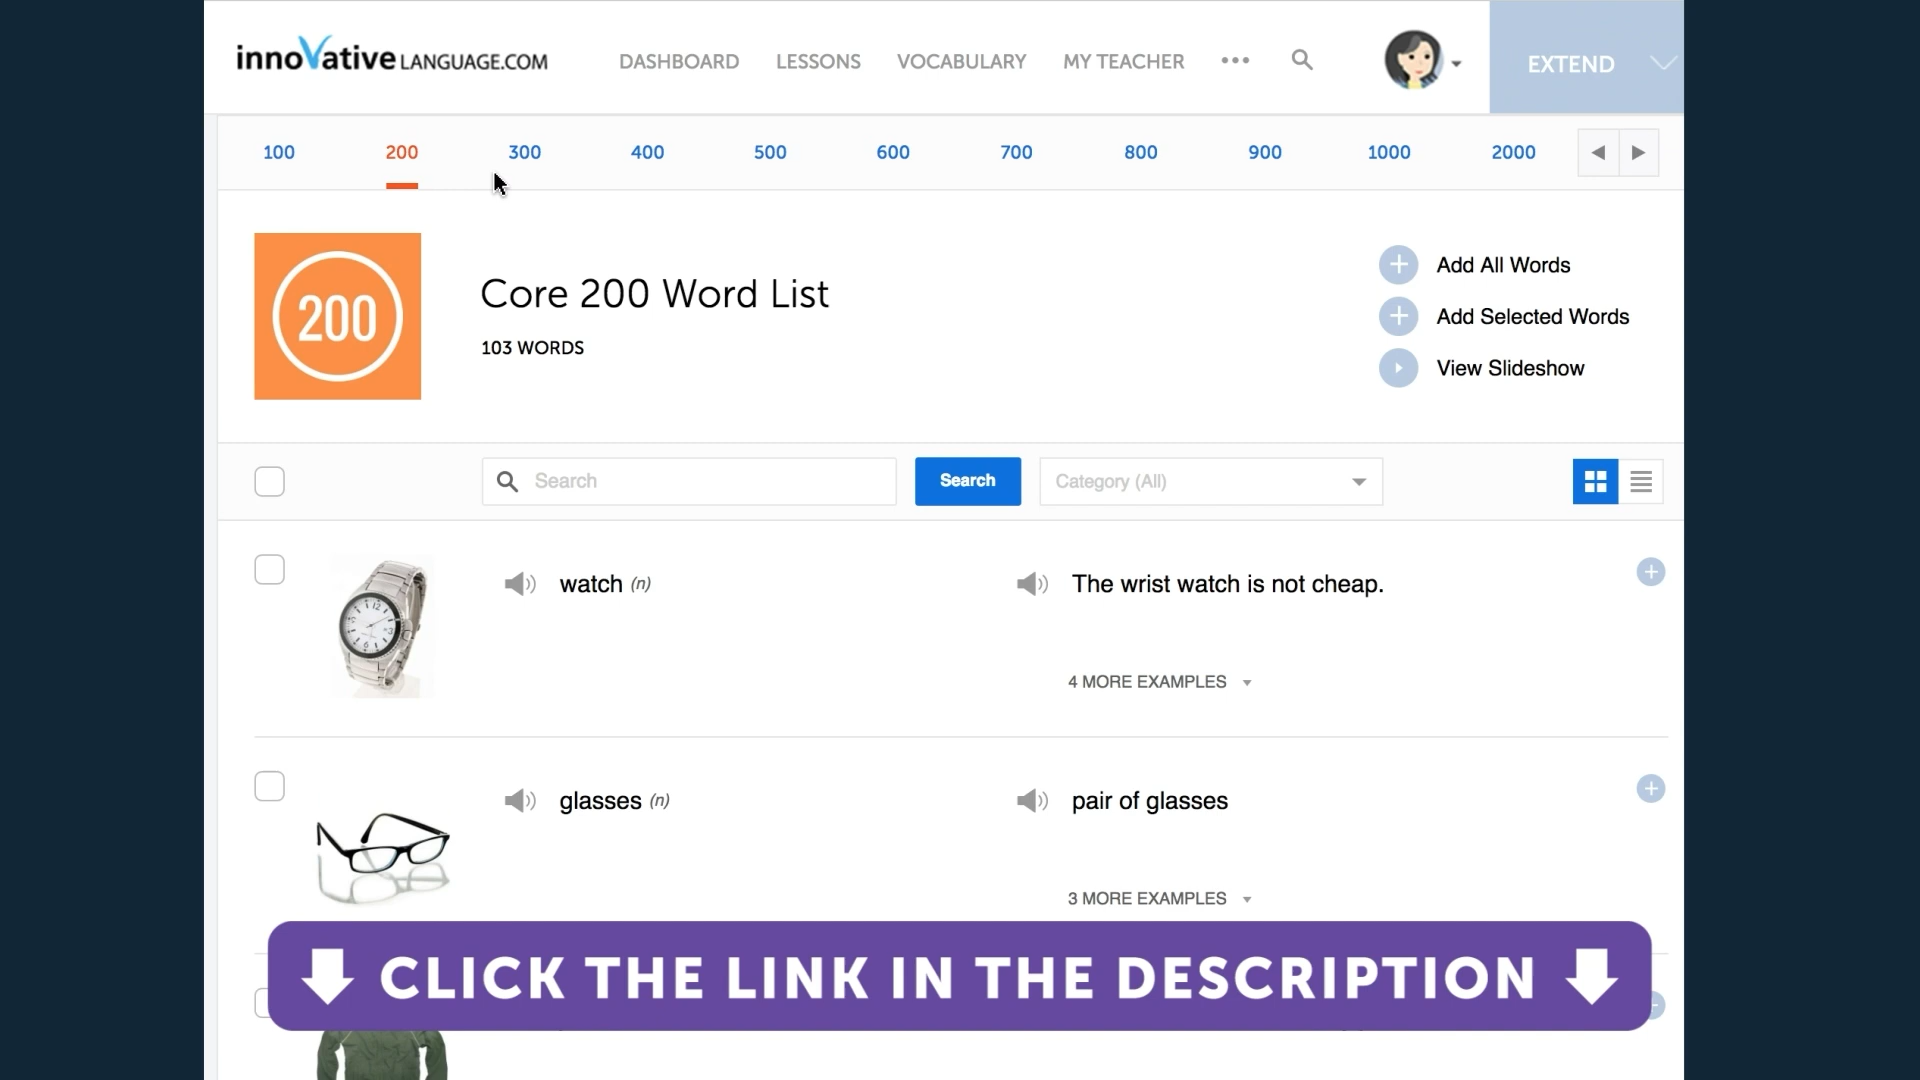 innoVative LANGUAGE.COM
DASHBOARD LESSONS VOCABULARY MY TEACHER ••• EXTEND
100 200 300 400 500 600 700 800 900 1000 2000
200
Core 200 Word List
103 WORDS
Add All Words
Add Selected Words
View Slideshow
Search Search Category (All)
watch (n) The wrist watch is not cheap.
4 MORE EXAMPLES
glasses (n) pair of glasses
3 MORE EXAMPLES
CLICK THE LINK IN THE DESCRIPTION